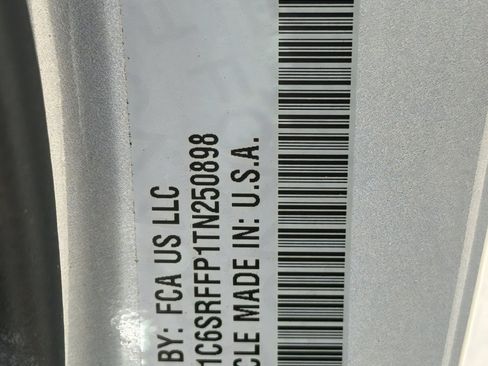 BY: FCA US LLC
1C6SRFFP1TN250898
CLE MADE IN: U.S.A.